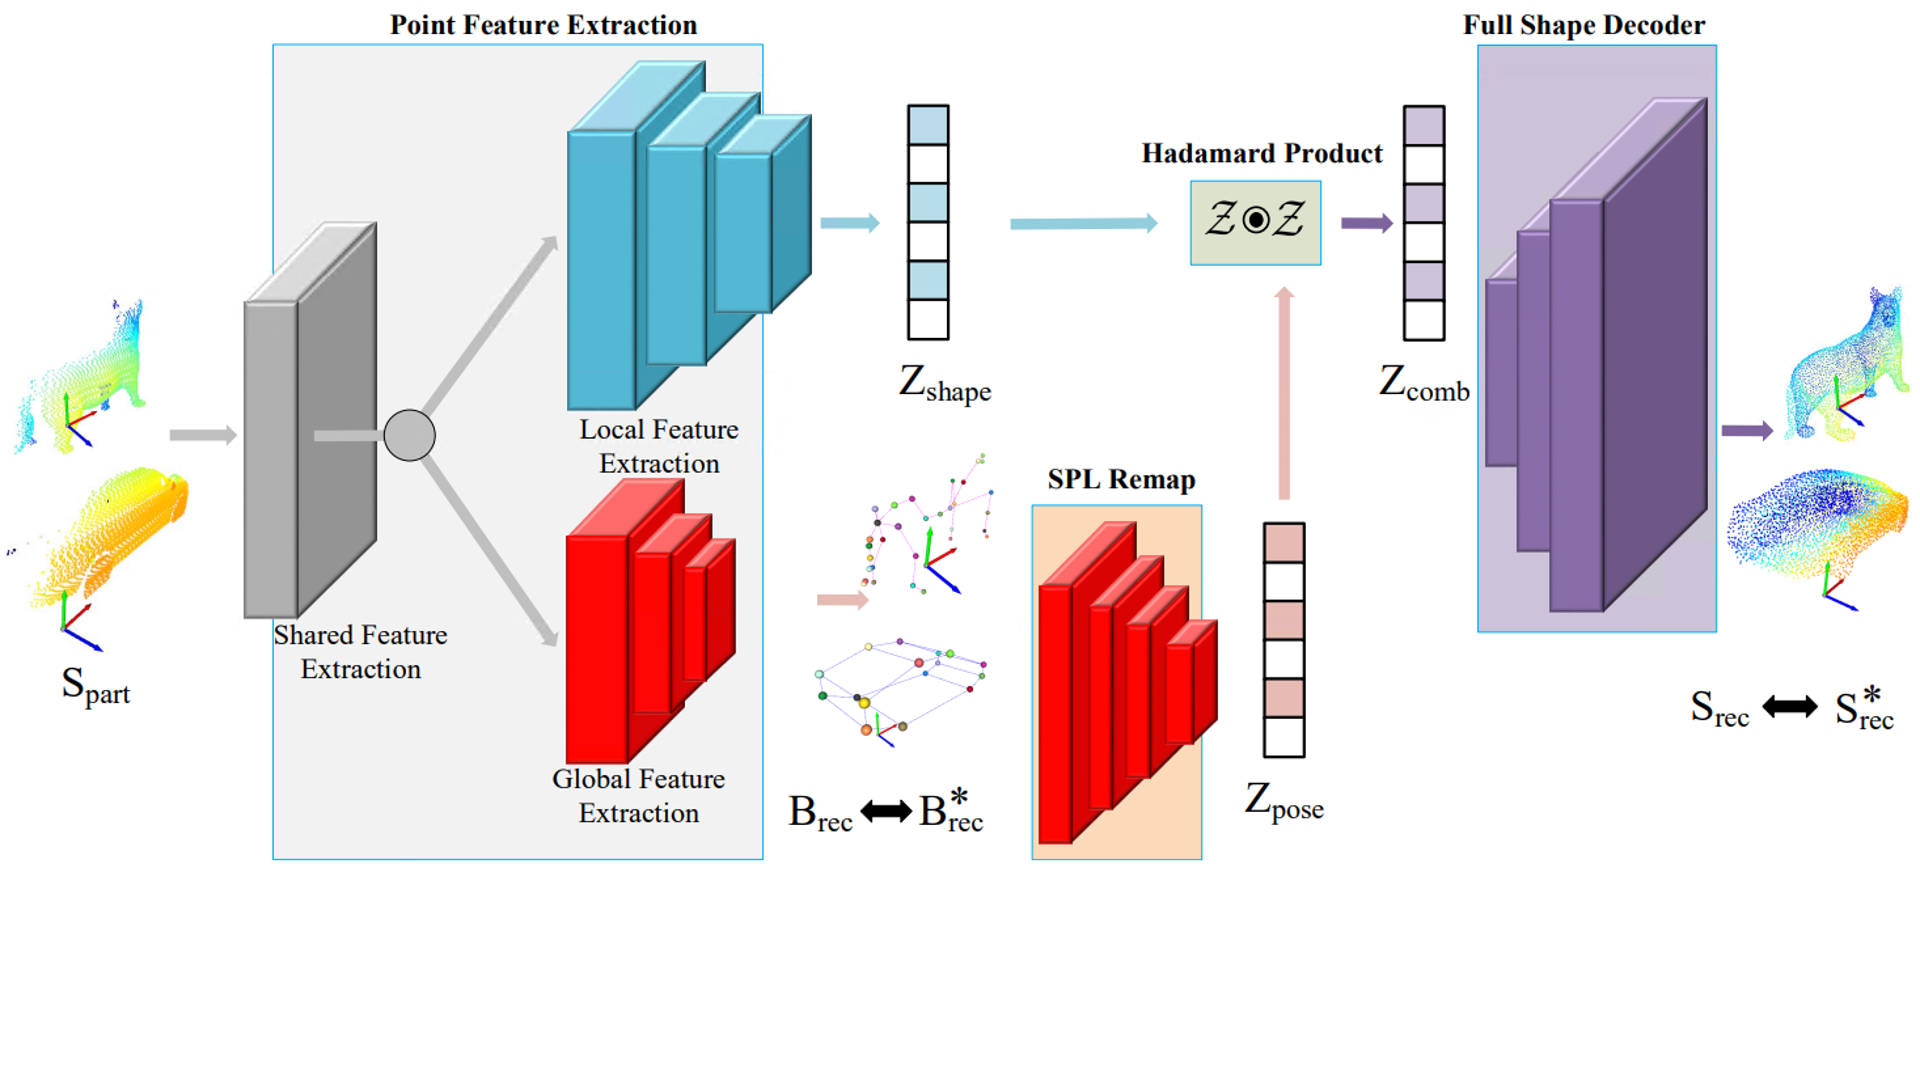 Point Feature Extraction
Full Shape Decoder
Hadamard Product
𝒵⊙𝒵
Z_shape
Z_comb
Local Feature
Extraction
SPL Remap
Shared Feature
Extraction
S_part
Global Feature
Extraction
B_rec ↔ B*_rec
Z_pose
S_rec ↔ S*_rec